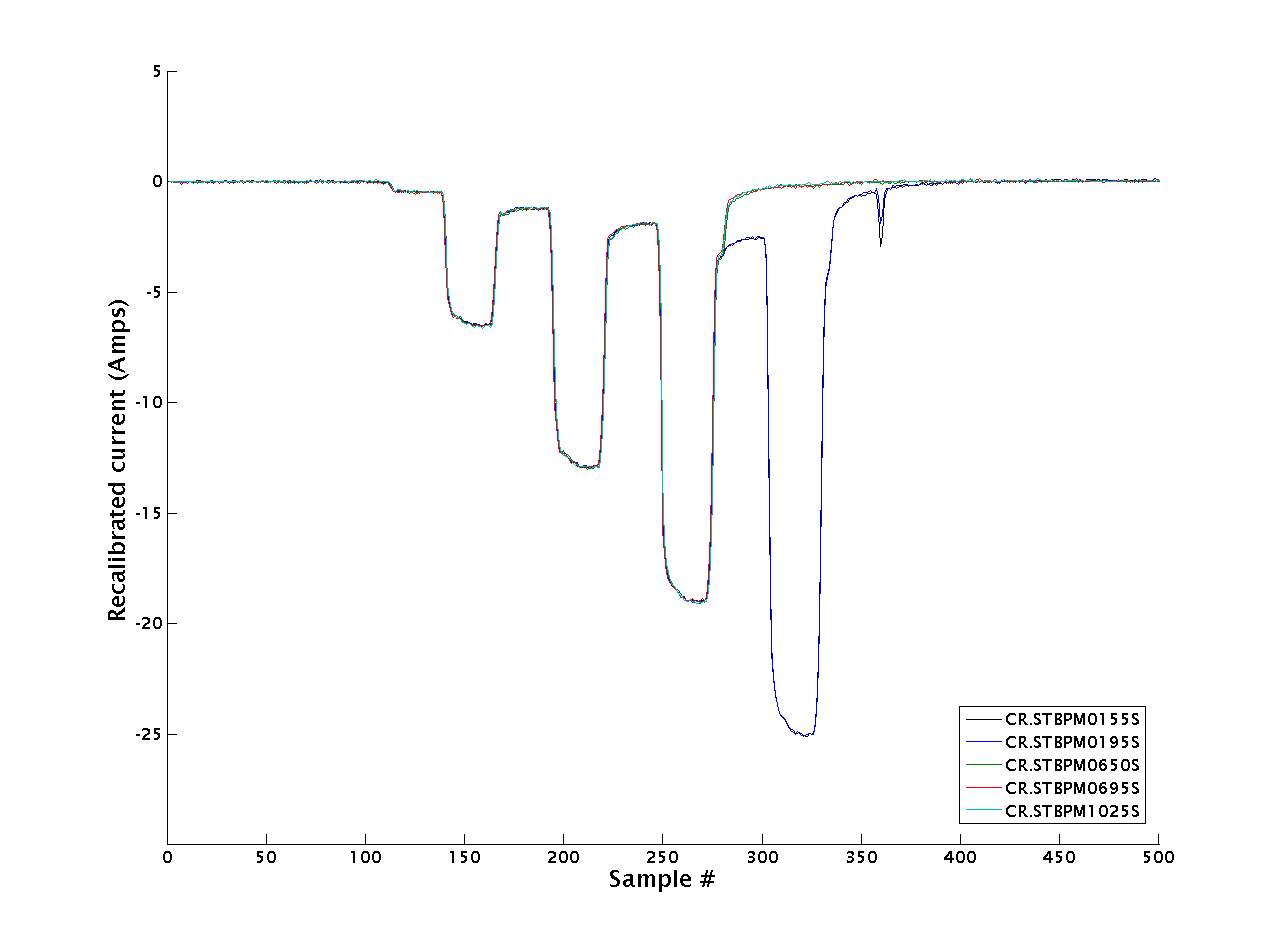 5
0
-5
-10
-15
-20
-25
Recalibrated current (Amps)
0 50 100 150 200 250 300 350 400 450 500
Sample #
CR.STBPM0155S
CR.STBPM0195S
CR.STBPM0650S
CR.STBPM0695S
CR.STBPM1025S